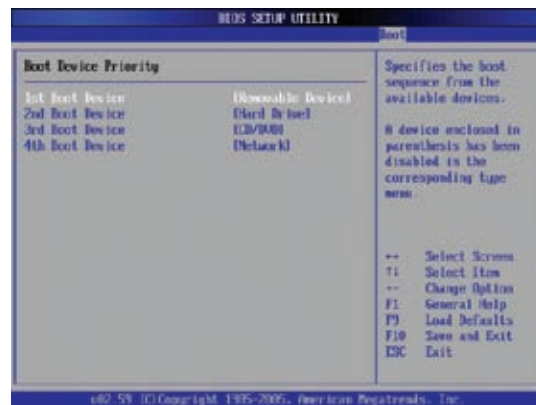 BIOS SETUP UTILITY
Boot
Boot Device Priority
1st Boot Device [Removable Device]
2nd Boot Device [Hard Drive]
3rd Boot Device [CD/DVD]
4th Boot Device [Network]
Specifies the boot
sequence from the
available devices.
A device enclosed in
parenthesis has been
disabled in the
corresponding type
menu.
↔ Select Screen
↑↓ Select Item
+- Change Option
F1 General Help
F9 Load Defaults
F10 Save and Exit
ESC Exit
v02.59 (C)Copyright 1985-2005, American Megatrends, Inc.